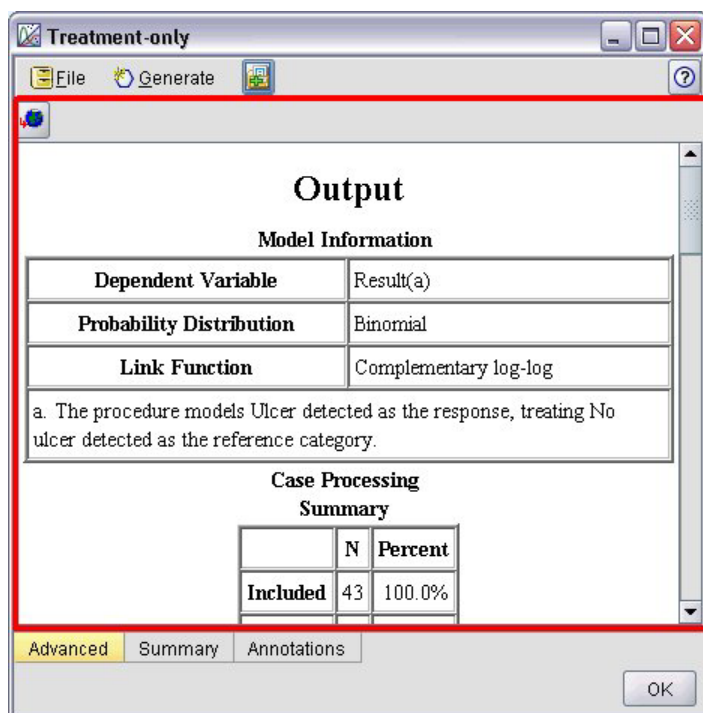 Treatment-only
File Generate
Output
Model Information
Dependent Variable Result(a)
Probability Distribution Binomial
Link Function Complementary log-log
a. The procedure models Ulcer detected as the response, treating No
ulcer detected as the reference category.
Case Processing
Summary
N Percent
Included 43 100.0%
Advanced Summary Annotations
OK